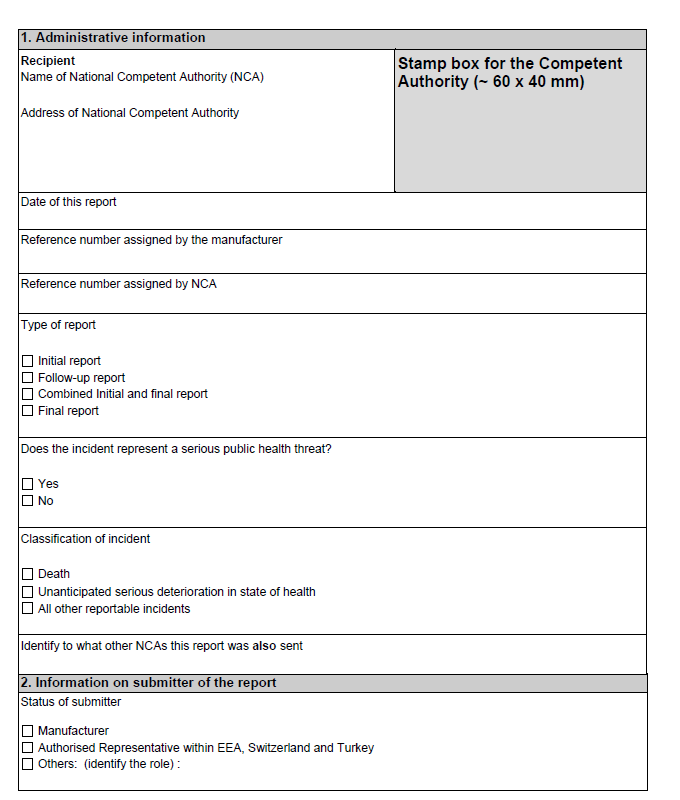 1. Administrative information
Recipient
Name of National Competent Authority (NCA)
Address of National Competent Authority
Stamp box for the Competent
Authority (~ 60 x 40 mm)
Date of this report
Reference number assigned by the manufacturer
Reference number assigned by NCA
Type of report
Initial report
Follow-up report
Combined Initial and final report
Final report
Does the incident represent a serious public health threat?
Yes
No
Classification of incident
Death
Unanticipated serious deterioration in state of health
All other reportable incidents
Identify to what other NCAs this report was also sent
2. Information on submitter of the report
Status of submitter
Manufacturer
Authorised Representative within EEA, Switzerland and Turkey
Others: (identify the role) :